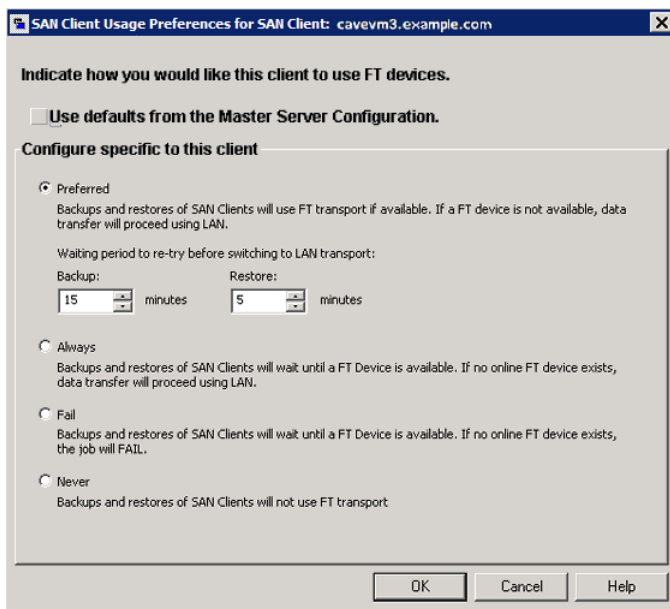 SAN Client Usage Preferences for SAN Client: cavevm3.example.com
Indicate how you would like this client to use FT devices.
Use defaults from the Master Server Configuration.
Configure specific to this client
Preferred
Backups and restores of SAN Clients will use FT transport if available. If a FT device is not available, data
transfer will proceed using LAN.
Waiting period to re-try before switching to LAN transport:
Backup: Restore:
15 minutes 5 minutes
Always
Backups and restores of SAN Clients will wait until a FT Device is available. If no online FT device exists,
data transfer will proceed using LAN.
Fail
Backups and restores of SAN Clients will wait until a FT Device is available. If no online FT device exists,
the job will FAIL.
Never
Backups and restores of SAN Clients will not use FT transport
OK Cancel Help